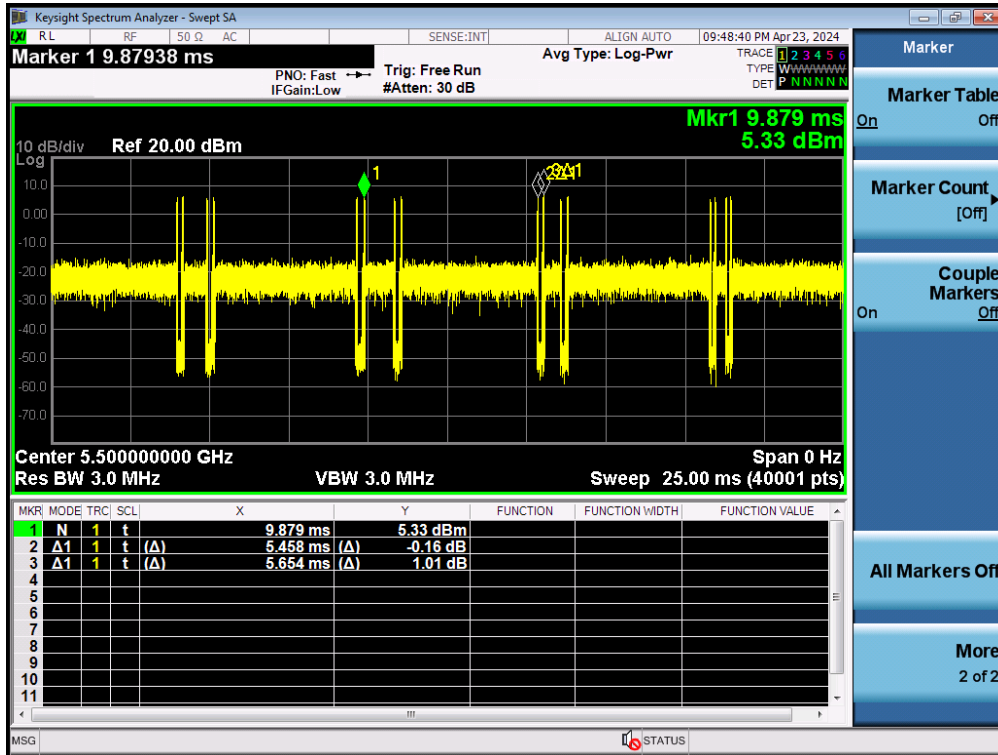 Keysight Spectrum Analyzer - Swept SA
LXI RL RF 50 Ω AC SENSE:INT ALIGN AUTO 09:48:40 PM Apr 23, 2024
Marker 1 9.87938 ms
PNO: Fast
IFGain:Low
Trig: Free Run
#Atten: 30 dB
Avg Type: Log-Pwr
TRACE 1 2 3 4 5 6
TYPE WWWWWW
DET P N N N N N
Mkr1 9.879 ms
5.33 dBm
10 dB/div Ref 20.00 dBm
Log
10.0
0.00
-10.0
-20.0
-30.0
-40.0
-50.0
-60.0
-70.0
1
Center 5.500000000 GHz
Span 0 Hz
Res BW 3.0 MHz
VBW 3.0 MHz
Sweep 25.00 ms (40001 pts)
MKR MODE TRC SCL X Y FUNCTION FUNCTION WIDTH FUNCTION VALUE
1 N 1 t 9.879 ms 5.33 dBm
2 Δ1 1 t (Δ) 5.458 ms (Δ) -0.16 dB
3 Δ1 1 t (Δ) 5.654 ms (Δ) 1.01 dB
4
5
6
7
8
9
10
11
MSG
STATUS
Marker
Marker Table
On Off
Marker Count
[Off]
Couple
Markers
On Off
All Markers Off
More
2 of 2